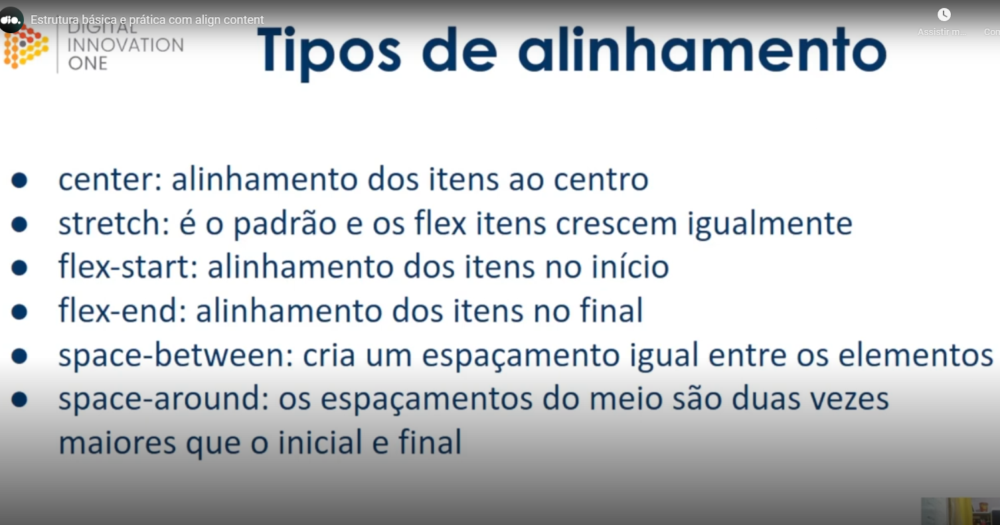 dio. Estrutura básica e prática com align content
Assistir m...
DIGITAL
INNOVATION
ONE
Tipos de alinhamento
● center: alinhamento dos itens ao centro
● stretch: é o padrão e os flex itens crescem igualmente
● flex-start: alinhamento dos itens no início
● flex-end: alinhamento dos itens no final
● space-between: cria um espaçamento igual entre os elementos
● space-around: os espaçamentos do meio são duas vezes
maiores que o inicial e final